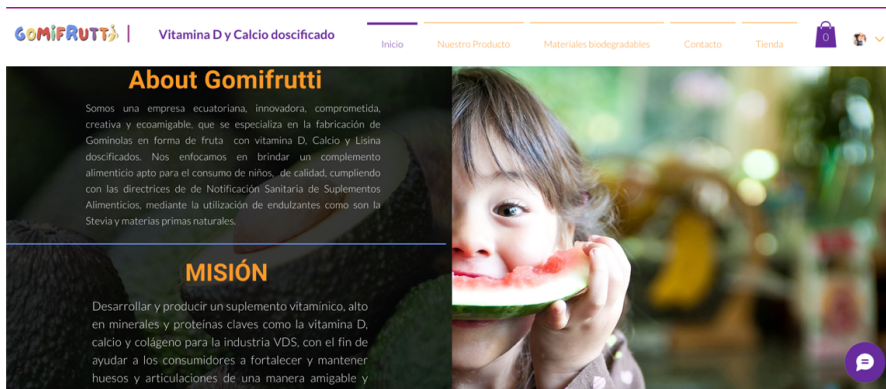 GOMIFRUTTI
Vitamina D y Calcio doscificado
Inicio
Nuestro Producto
Materiales biodegradables
Contacto
Tienda
0
About Gomifrutti
Somos una empresa ecuatoriana, innovadora, comprometida,
creativa y ecoamigable, que se especializa en la fabricación de
Gominolas en forma de fruta con vitamina D, Calcio y Lisina
doscificados. Nos enfocamos en brindar un complemento
alimenticio apto para el consumo de niños, de calidad, cumpliendo
con las directrices de de Notificación Sanitaria de Suplementos
Alimenticios, mediante la utilización de endulzantes como son la
Stevia y materias primas naturales.
MISIÓN
Desarrollar y producir un suplemento vitamínico, alto
en minerales y proteínas claves como la vitamina D,
calcio y colágeno para la industria VDS, con el fin de
ayudar a los consumidores a fortalecer y mantener
huesos y articulaciones de una manera amigable y